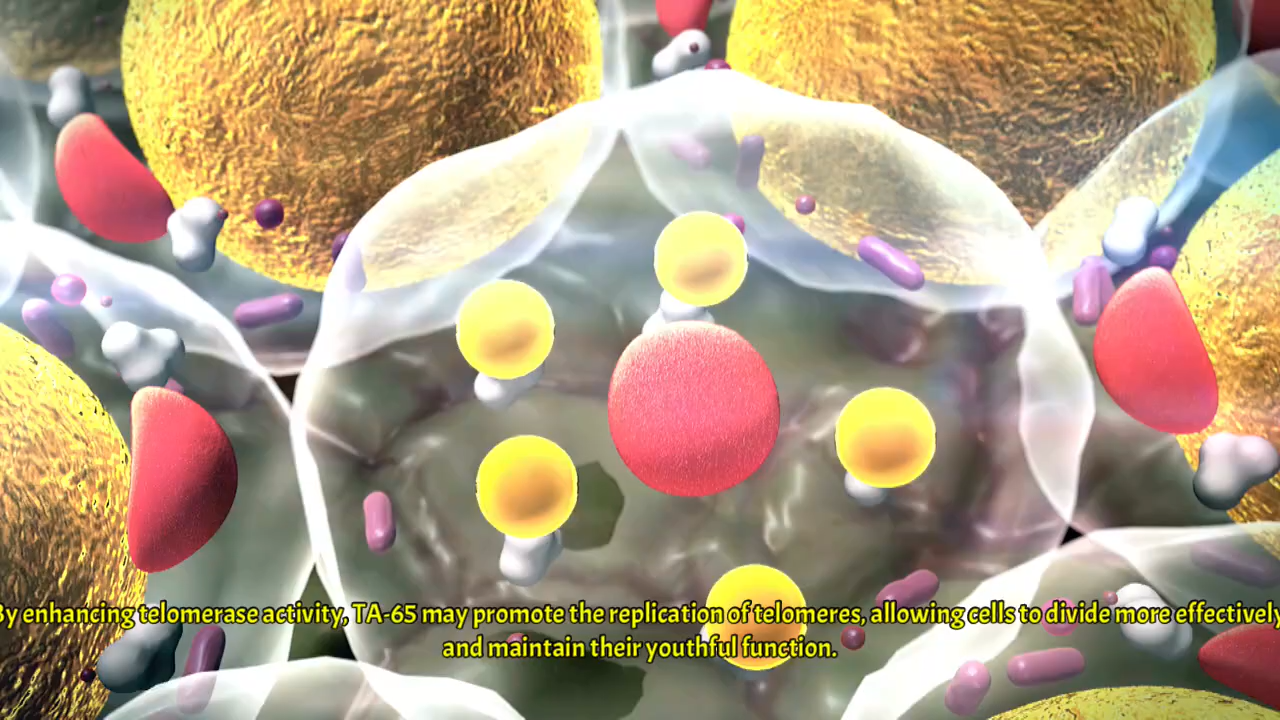 By enhancing telomerase activity, TA-65 may promote the replication of telomeres, allowing cells to divide more effectively
and maintain their youthful function.